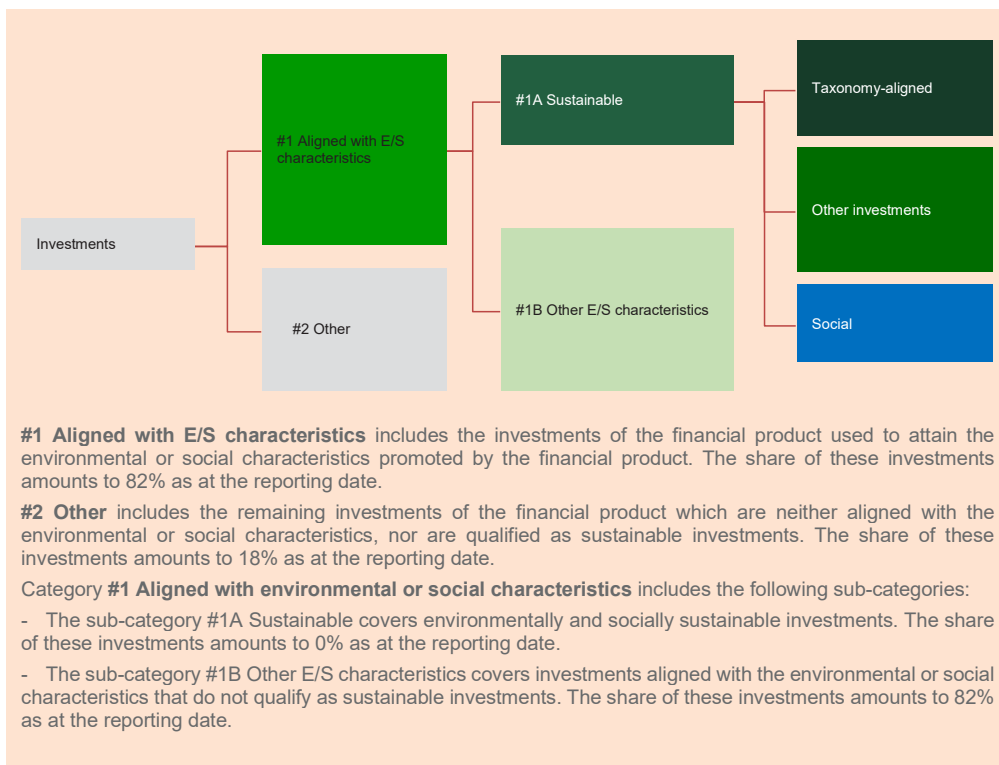 Taxonomy-aligned
#1A Sustainable
#1 Aligned with E/S
characteristics
Other investments
Investments
#1B Other E/S characteristics
#2 Other
Social
#1 Aligned with E/S characteristics includes the investments of the financial product used to attain the
environmental or social characteristics promoted by the financial product. The share of these investments
amounts to 82% as at the reporting date.
#2 Other includes the remaining investments of the financial product which are neither aligned with the
environmental or social characteristics, nor are qualified as sustainable investments. The share of these
investments amounts to 18% as at the reporting date.
Category #1 Aligned with environmental or social characteristics includes the following sub-categories:
- The sub-category #1A Sustainable covers environmentally and socially sustainable investments. The share
of these investments amounts to 0% as at the reporting date.
- The sub-category #1B Other E/S characteristics covers investments aligned with the environmental or social
characteristics that do not qualify as sustainable investments. The share of these investments amounts to 82%
as at the reporting date.